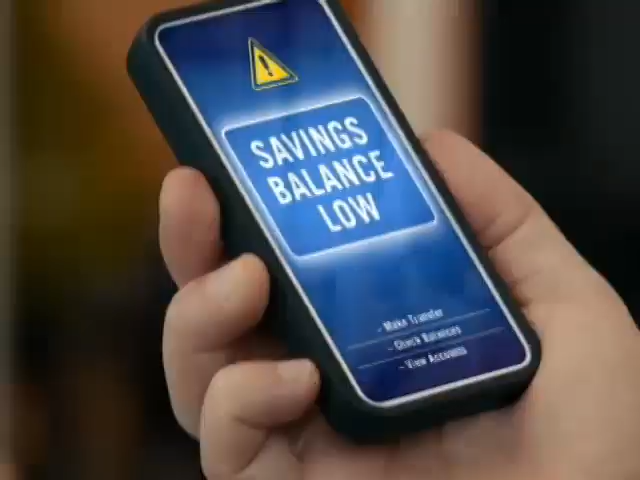 SAVINGS
BALANCE
LOW
- Make Transfer
- Check Balances
- View Accounts